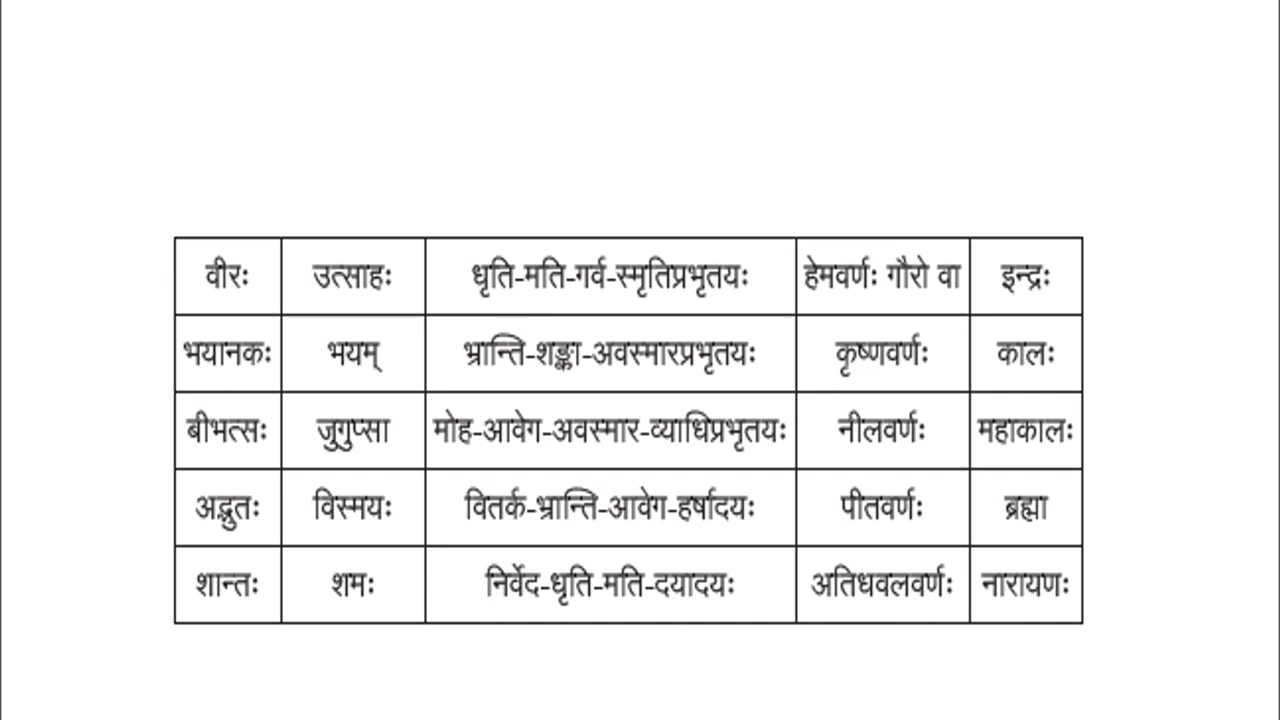 वीरः उत्साहः धृति-मति-गर्व-स्मृतिप्रभृतयः हेमवर्णः गौरो वा इन्द्रः
भयानकः भयम् भ्रान्ति-शङ्का-अवस्मारप्रभृतयः कृष्णवर्णः कालः
बीभत्सः जुगुप्सा मोह-आवेग-अवस्मार-व्याधिप्रभृतयः नीलवर्णः महाकालः
अद्भुतः विस्मयः वितर्क-भ्रान्ति-आवेग-हर्षादयः पीतवर्णः ब्रह्मा
शान्तः शमः निर्वेद-धृति-मति-दयादयः अतिधवलवर्णः नारायणः